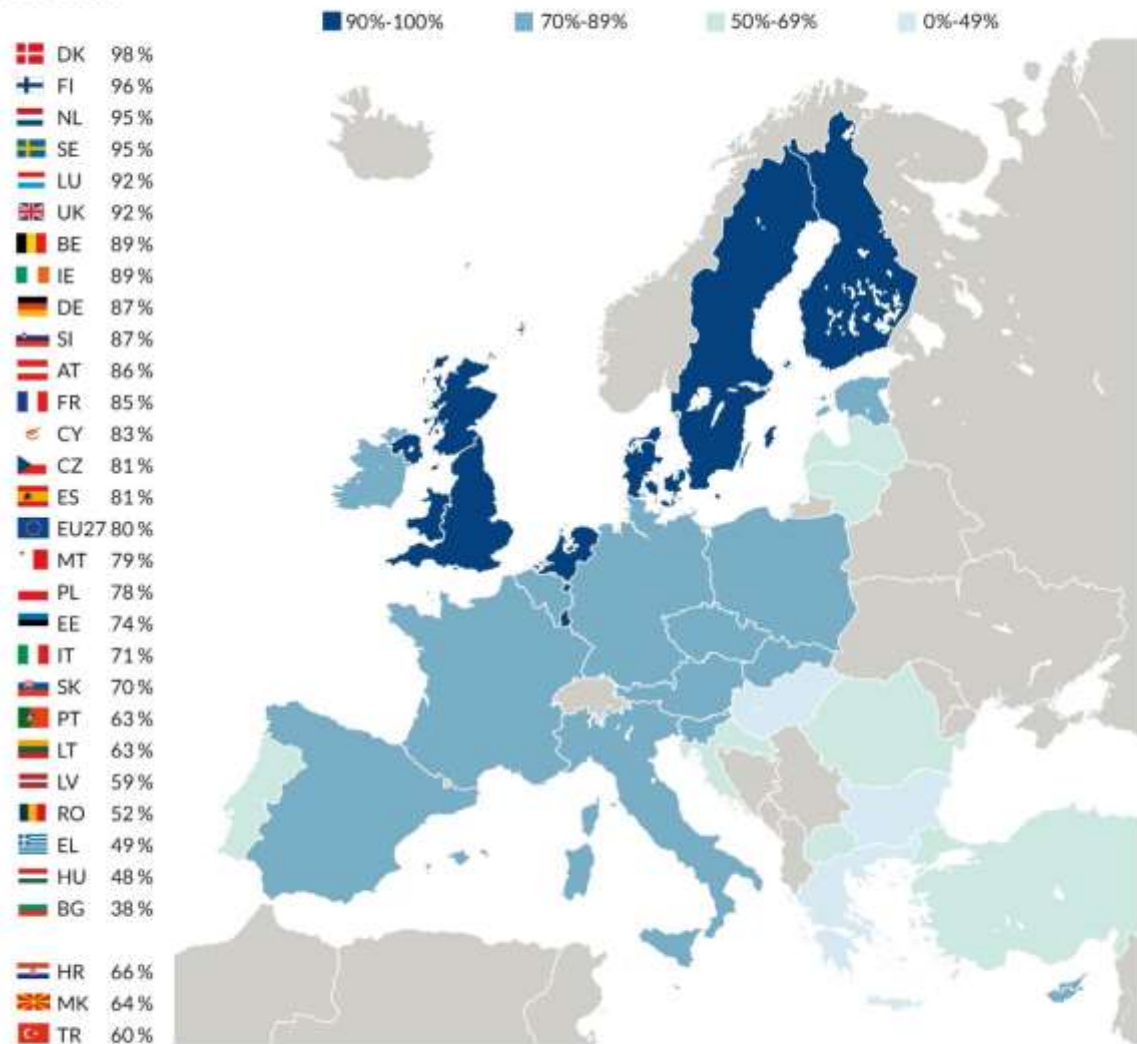 90%-100% 70%-89% 50%-69% 0%-49%
DK 98 %
FI 96 %
NL 95 %
SE 95 %
LU 92 %
UK 92 %
BE 89 %
IE 89 %
DE 87 %
SI 87 %
AT 86 %
FR 85 %
CY 83 %
CZ 81 %
ES 81 %
EU27 80 %
MT 79 %
PL 78 %
EE 74 %
IT 71 %
SK 70 %
PT 63 %
LT 63 %
LV 59 %
RO 52 %
EL 49 %
HU 48 %
BG 38 %
HR 66 %
MK 64 %
TR 60 %